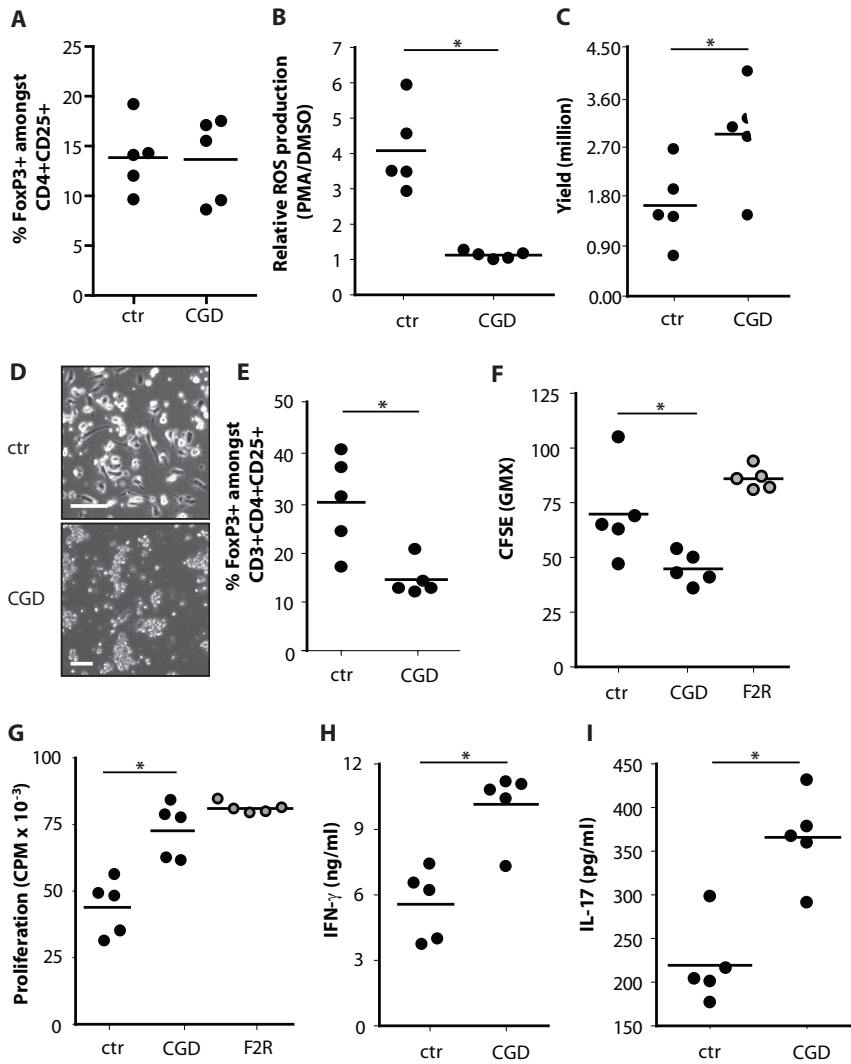 A
% FoxP3+ amongst
CD4+CD25+
25
20
15
10
5
0
ctr
CGD
B
Relative ROS production
(PMA/DMSO)
7
6
5
4
3
2
1
0
*
ctr
CGD
C
Yield (million)
4.50
3.60
2.70
1.80
0.90
0.00
*
ctr
CGD
D
ctr
CGD
E
% FoxP3+ amongst
CD3+CD4+CD25+
50
40
30
20
10
0
*
ctr
CGD
F
CFSE (GMX)
125
100
75
50
25
0
*
ctr
CGD
F2R
G
Proliferation (CPM x 10⁻³)
100
75
50
25
0
*
ctr
CGD
F2R
H
IFN-γ (ng/ml)
12
9
6
3
0
*
ctr
CGD
I
IL-17 (pg/ml)
450
400
350
300
250
200
150
*
ctr
CGD